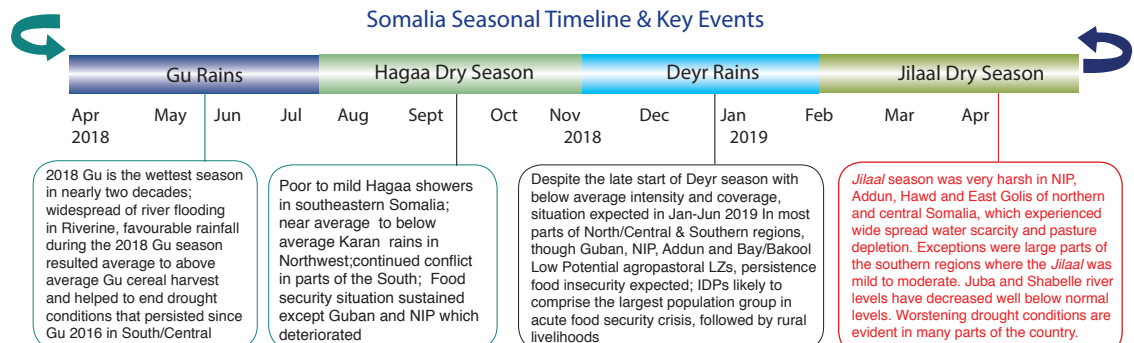 Somalia Seasonal Timeline & Key Events
Gu Rains
Hagaa Dry Season
Deyr Rains
Jilaal Dry Season
Apr May Jun Jul Aug Sept Oct Nov Dec Jan Feb Mar Apr
2018 2018 2019
2018 Gu is the wettest season
in nearly two decades;
widespread of river flooding
in Riverine, favourable rainfall
during the 2018 Gu season
resulted average to above
average Gu cereal harvest
and helped to end drought
conditions that persisted since
Gu 2016 in South/Central
Poor to mild Hagaa showers
in southeastern Somalia;
near average to below
average Karan rains in
Northwest;continued conflict
in parts of the South; Food
security situation sustained
except Guban and NIP which
deteriorated
Despite the late start of Deyr season with
below average intensity and coverage,
situation expected in Jan-Jun 2019 In most
parts of North/Central & Southern regions,
though Guban, NIP, Addun and Bay/Bakool
Low Potential agropastoral LZs, persistence
food insecurity expected; IDPs likely to
comprise the largest population group in
acute food security crisis, followed by rural
livelihoods
Jilaal season was very harsh in NIP,
Addun, Hawd and East Golis of northern
and central Somalia, which experienced
wide spread water scarcity and pasture
depletion. Exceptions were large parts of
the southern regions where the Jilaal was
mild to moderate. Juba and Shabelle river
levels have decreased well below normal
levels. Worstening drought conditions are
evident in many parts of the country.